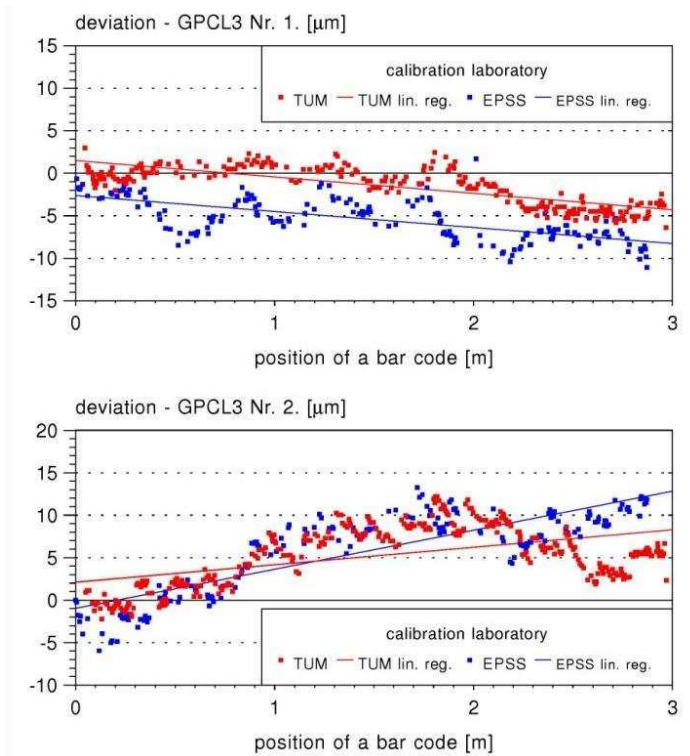 deviation - GPCL3 Nr. 1. [μm]
15
10
5
0
-5
-10
-15
calibration laboratory
TUM TUM lin. reg. EPSS EPSS lin. reg.
0 1 2 3
position of a bar code [m]
deviation - GPCL3 Nr. 2. [μm]
20
15
10
5
0
-5
-10
calibration laboratory
TUM TUM lin. reg. EPSS EPSS lin. reg.
0 1 2 3
position of a bar code [m]